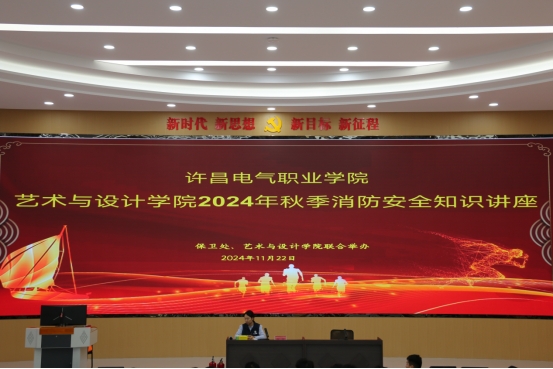 新时代 新思想 新目标 新征程
许昌电气职业学院
艺术与设计学院2024年秋季消防安全知识讲座
保卫处、艺术与设计学院联合举办
2024年11月22日